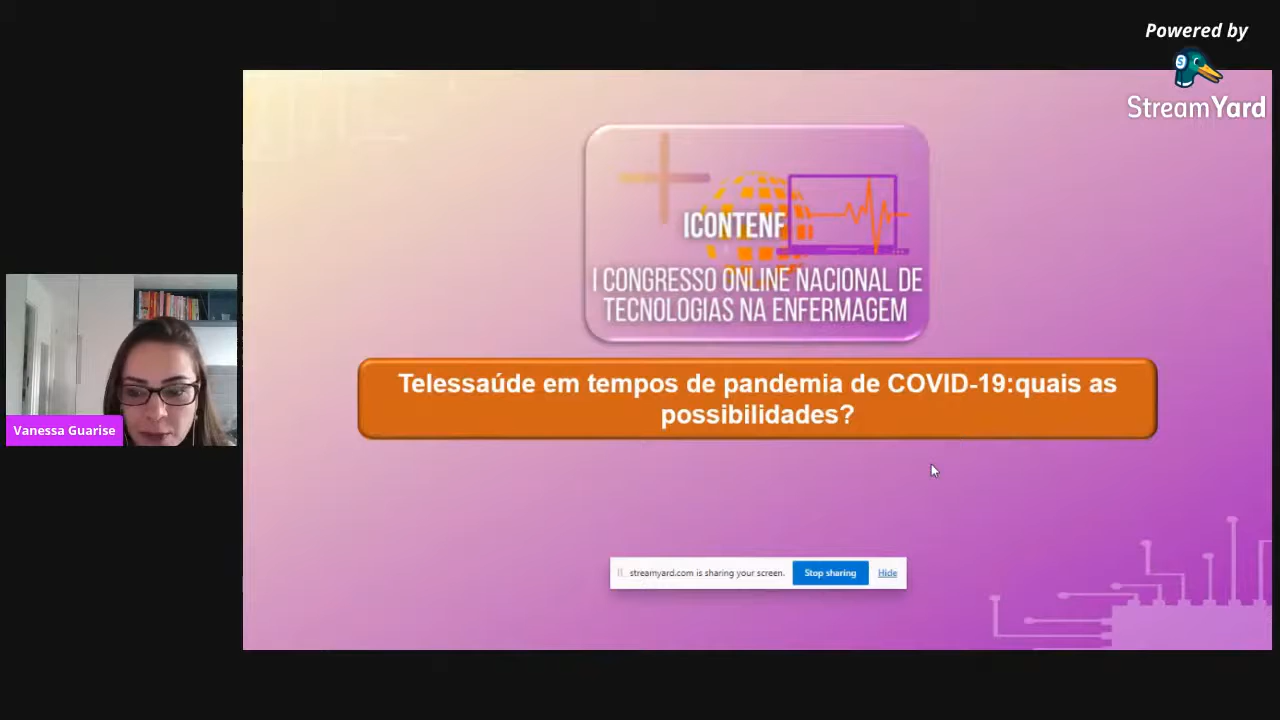 Powered by
StreamYard
ICONTENF
I CONGRESSO ONLINE NACIONAL DE
TECNOLOGIAS NA ENFERMAGEM
Telessaúde em tempos de pandemia de COVID-19:quais as
possibilidades?
Vanessa Guarise
streamyard.com is sharing your screen. Stop sharing Hide